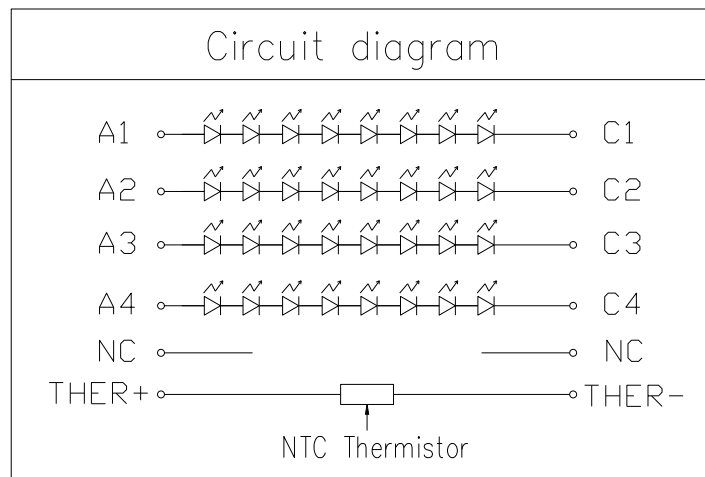 Circuit diagram
A1 C1
A2 C2
A3 C3
A4 C4
NC NC
THER+ THER-
NTC Thermistor